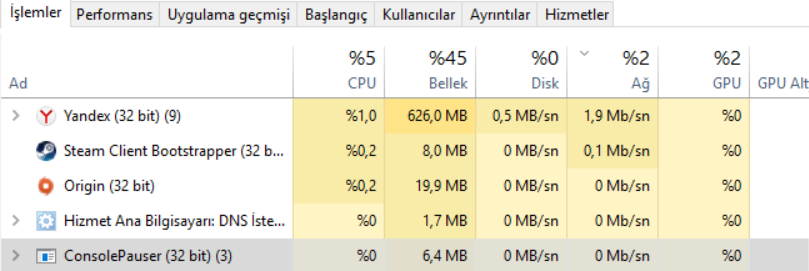 İşlemler Performans Uygulama geçmişi Başlangıç Kullanıcılar Ayrıntılar Hizmetler
%5 %45 %0 %2 %2
Ad CPU Bellek Disk Ağ GPU GPU Alt
Yandex (32 bit) (9) %1,0 626,0 MB 0,5 MB/sn 1,9 Mb/sn %0
Steam Client Bootstrapper (32 b... %0,2 8,0 MB 0 MB/sn 0,1 Mb/sn %0
Origin (32 bit) %0,2 19,9 MB 0 MB/sn 0 Mb/sn %0
Hizmet Ana Bilgisayarı: DNS İste... %0 1,7 MB 0 MB/sn 0 Mb/sn %0
ConsolePauser (32 bit) (3) %0 6,4 MB 0 MB/sn 0 Mb/sn %0